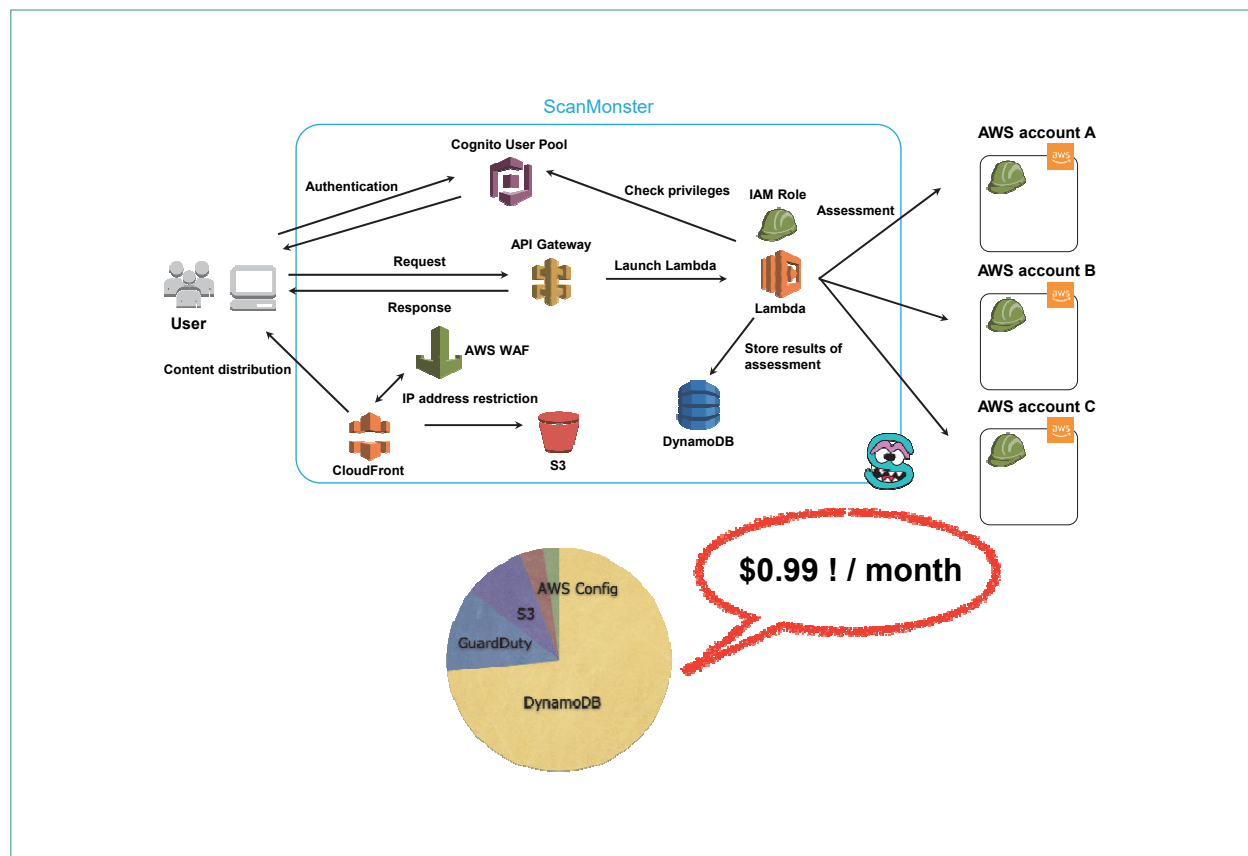 ScanMonster
AWS account A
aws
Cognito User Pool
Authentication
Check privileges
IAM Role
Assessment
API Gateway
Request
Launch Lambda
AWS account B
aws
Response
Lambda
User
AWS WAF
Store results of
assessment
Content distribution
IP address restriction
AWS account C
aws
DynamoDB
S3
CloudFront
$0.99 ! / month
AWS Config
S3
GuardDuty
DynamoDB